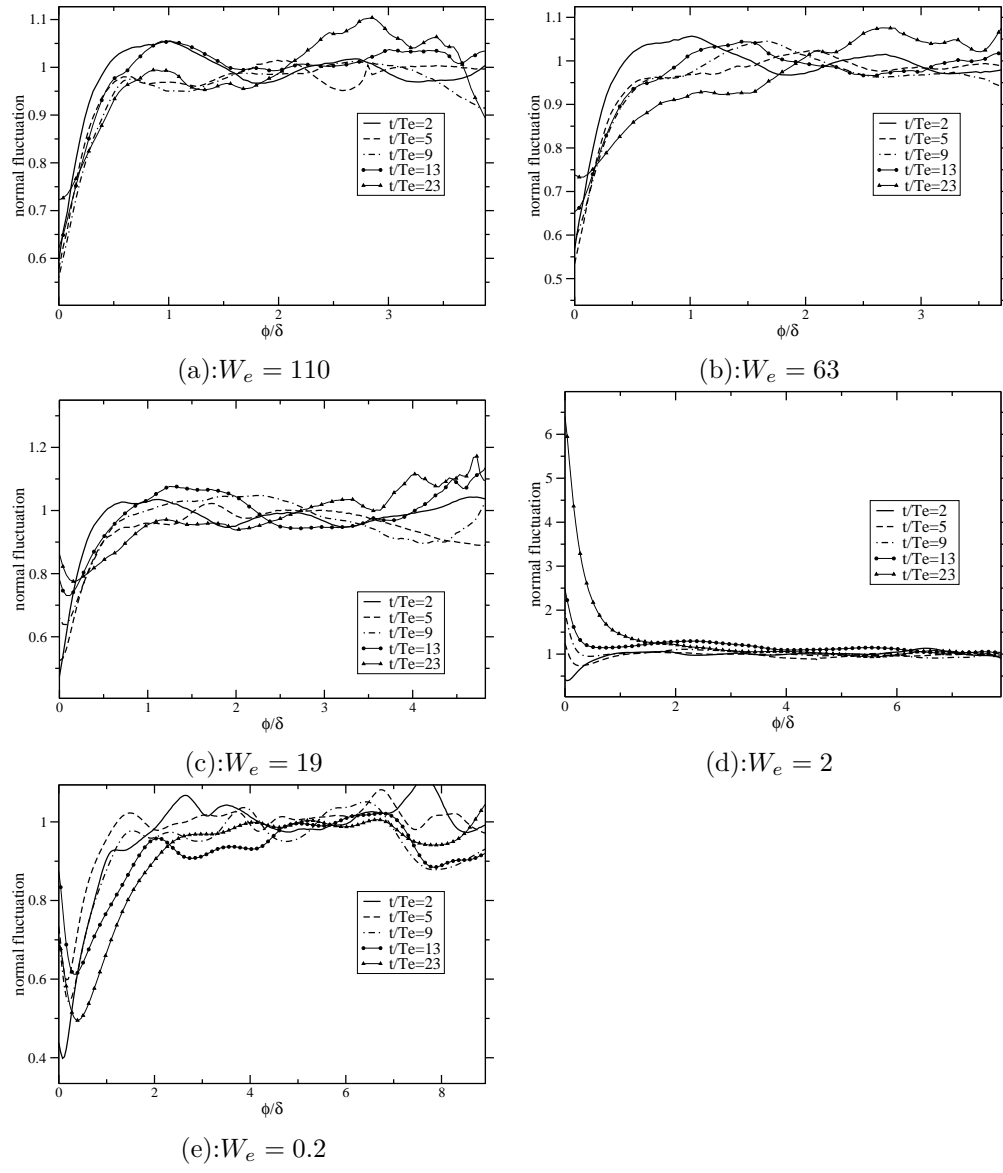 1.1
1
0.9
0.8
0.7
0.6
normal fluctuation
t/Te=2
t/Te=5
t/Te=9
t/Te=13
t/Te=23
0 1 2 3
ϕ/δ
(a):W_e = 110
1.1
1
0.9
0.8
0.7
0.6
0.5
normal fluctuation
t/Te=2
t/Te=5
t/Te=9
t/Te=13
t/Te=23
0 1 2 3
ϕ/δ
(b):W_e = 63
1.2
1
0.8
0.6
normal fluctuation
t/Te=2
t/Te=5
t/Te=9
t/Te=13
t/Te=23
0 1 2 3 4
ϕ/δ
(c):W_e = 19
6
5
4
3
2
1
normal fluctuation
t/Te=2
t/Te=5
t/Te=9
t/Te=13
t/Te=23
0 2 4 6
ϕ/δ
(d):W_e = 2
1
0.8
0.6
0.4
normal fluctuation
t/Te=2
t/Te=5
t/Te=9
t/Te=13
t/Te=23
0 2 4 6 8
ϕ/δ
(e):W_e = 0.2